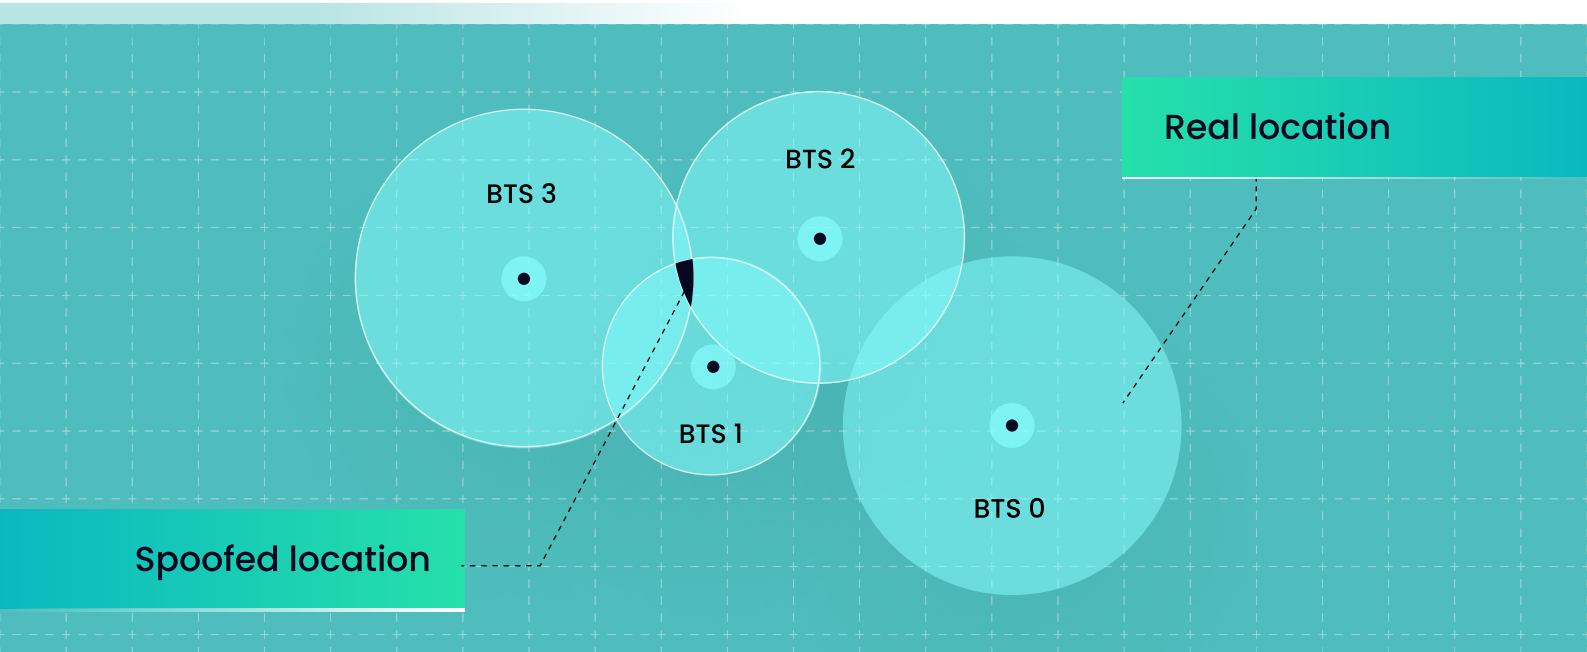 Real location
BTS 2
BTS 3
BTS 1
BTS 0
Spoofed location